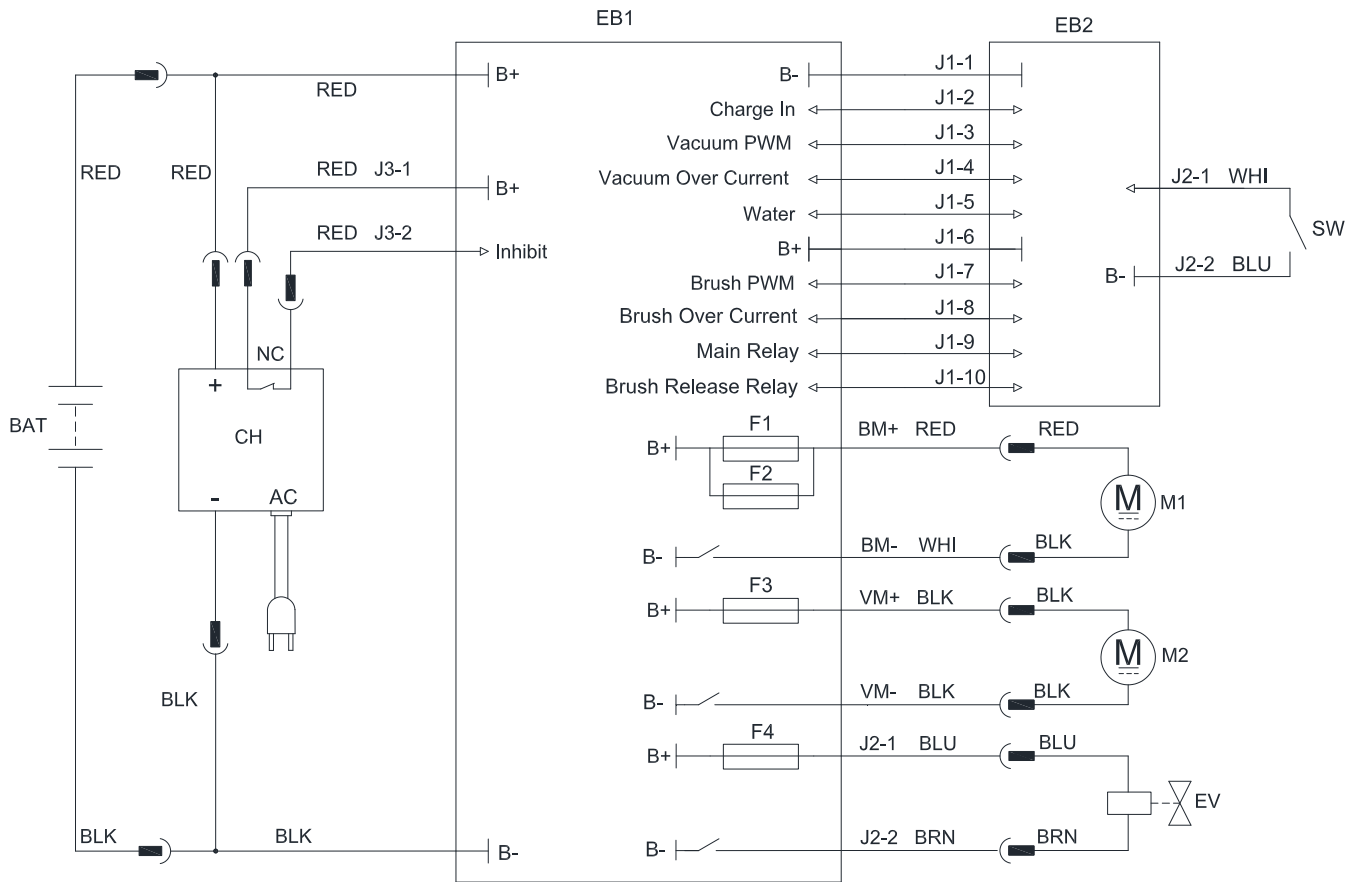 EB1
EB2
RED
B+
B-
J1-1
Charge In
J1-2
Vacuum PWM
J1-3
RED
RED
RED J3-1
B+
Vacuum Over Current
J1-4
J2-1 WHI
Water
J1-5
SW
RED J3-2
Inhibit
B+
J1-6
Brush PWM
J1-7
B-
J2-2 BLU
Brush Over Current
J1-8
NC
Main Relay
J1-9
+
Brush Release Relay
J1-10
BAT
CH
B+
F1
BM+ RED
RED
F2
-
AC
M
M1
B-
BM- WHI
BLK
B+
F3
VM+ BLK
BLK
M
M2
BLK
B-
VM- BLK
BLK
B+
F4
J2-1 BLU
BLU
EV
BLK
BLK
B-
B-
J2-2 BRN
BRN